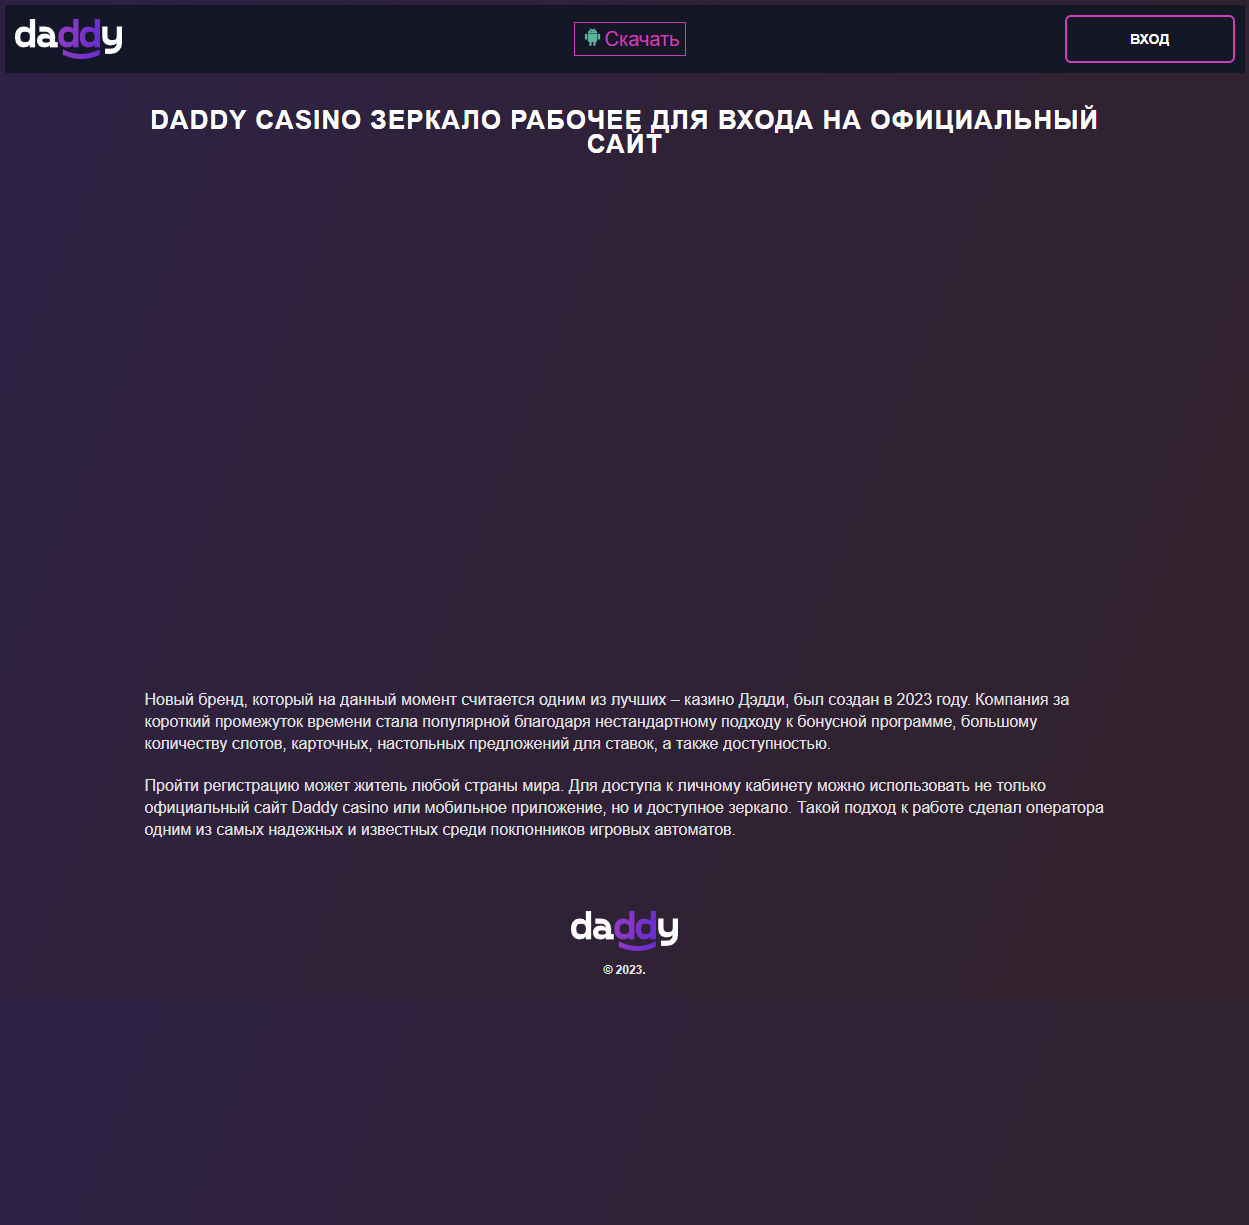 daddy
Скачать
ВХОД
DADDY CASINO ЗЕРКАЛО РАБОЧЕЕ ДЛЯ ВХОДА НА ОФИЦИАЛЬНЫЙ
САЙТ
Новый бренд, который на данный момент считается одним из лучших – казино Дэдди, был создан в 2023 году. Компания за
короткий промежуток времени стала популярной благодаря нестандартному подходу к бонусной программе, большому
количеству слотов, карточных, настольных предложений для ставок, а также доступностью.
Пройти регистрацию может житель любой страны мира. Для доступа к личному кабинету можно использовать не только
официальный сайт Daddy casino или мобильное приложение, но и доступное зеркало. Такой подход к работе сделал оператора
одним из самых надежных и известных среди поклонников игровых автоматов.
daddy
© 2023.